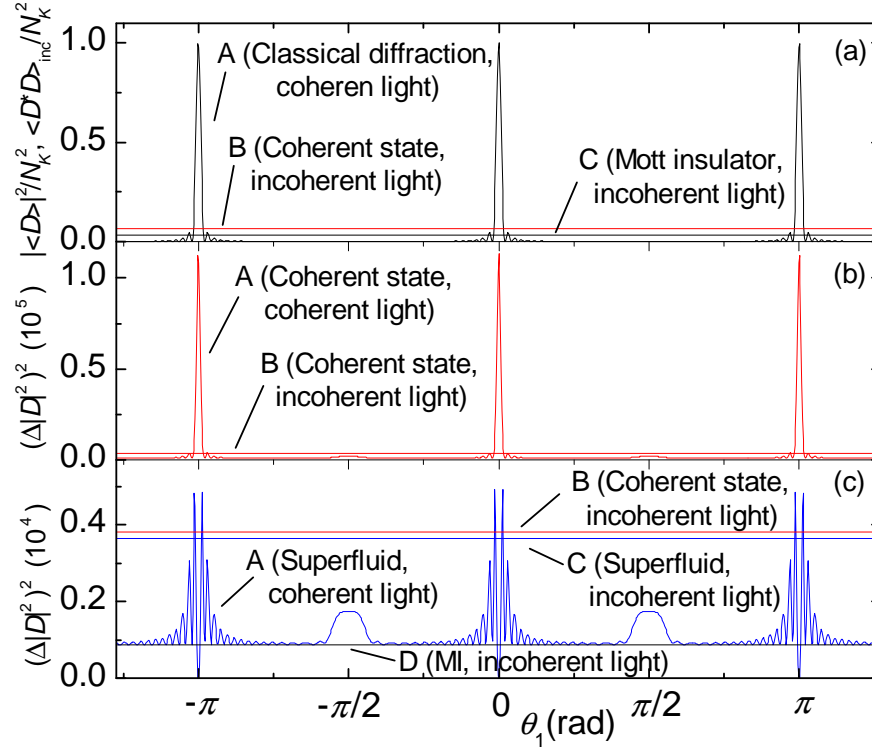 |<D>|²/N_K², <D*D>_inc/N_K²
1.0
0.5
0.0
A (Classical diffraction,
coheren light)
B (Coherent state,
incoherent light)
C (Mott insulator,
incoherent light)
(a)
(Δ|D|²)² (10⁵)
1.0
0.5
0.0
A (Coherent state,
coherent light)
B (Coherent state,
incoherent light)
(b)
(Δ|D|²)² (10⁴)
0.4
0.2
0.0
(c)
B (Coherent state,
incoherent light)
A (Superfluid,
coherent light)
C (Superfluid,
incoherent light)
D (MI, incoherent light)
-π -π/2 0 π/2 π
θ₁(rad)